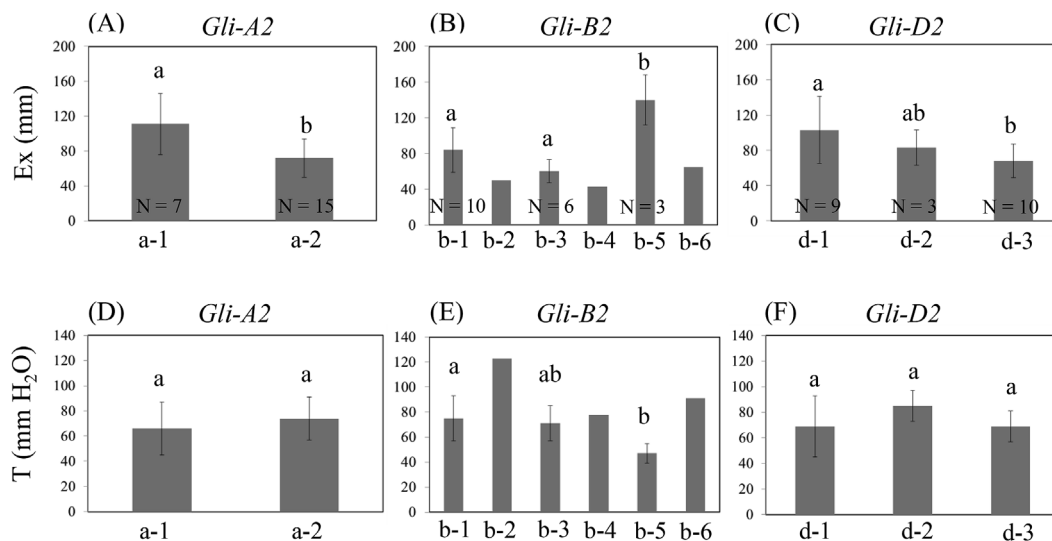 (A) Gli-A2
(B) Gli-B2
(C) Gli-D2
Ex (mm)
200
160
120
80
40
0
a
b
N = 7
N = 15
a-1
a-2
200
160
120
80
40
0
a
a
b
N = 10
N = 6
N = 3
b-1
b-2
b-3
b-4
b-5
b-6
200
160
120
80
40
0
a
ab
b
N = 9
N = 3
N = 10
d-1
d-2
d-3
(D) Gli-A2
(E) Gli-B2
(F) Gli-D2
T (mm H₂O)
140
120
100
80
60
40
20
0
a
a
a-1
a-2
140
120
100
80
60
40
20
0
a
ab
b
b-1
b-2
b-3
b-4
b-5
b-6
140
120
100
80
60
40
20
0
a
a
a
d-1
d-2
d-3